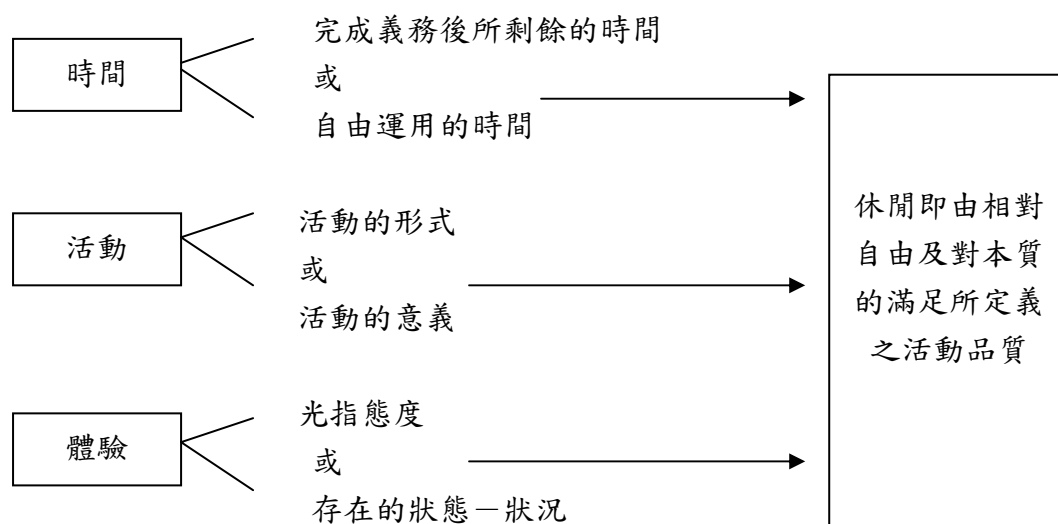 時間
完成義務後所剩餘的時間
或
自由運用的時間
活動
活動的形式
或
活動的意義
體驗
光指態度
或
存在的狀態－狀況
休閒即由相對
自由及對本質
的滿足所定義
之活動品質